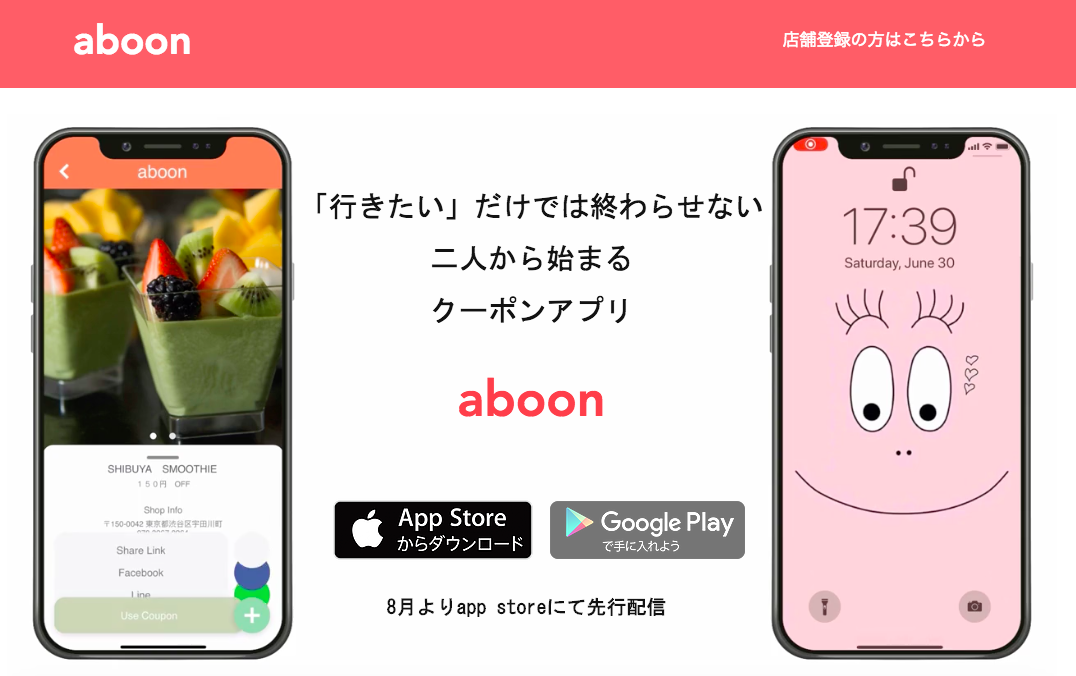 aboon
店舗登録の方はこちらから
aboon
SHIBUYA SMOOTHIE
150円 OFF
Shop Info
〒150-0042 東京都渋谷区宇田川町
Share Link
Facebook
Line
Use Coupon
「行きたい」だけでは終わらせない
二人から始まる
クーポンアプリ
aboon
App Store
からダウンロード
Google Play
で手に入れよう
8月よりapp storeにて先行配信
17:39
Saturday, June 30